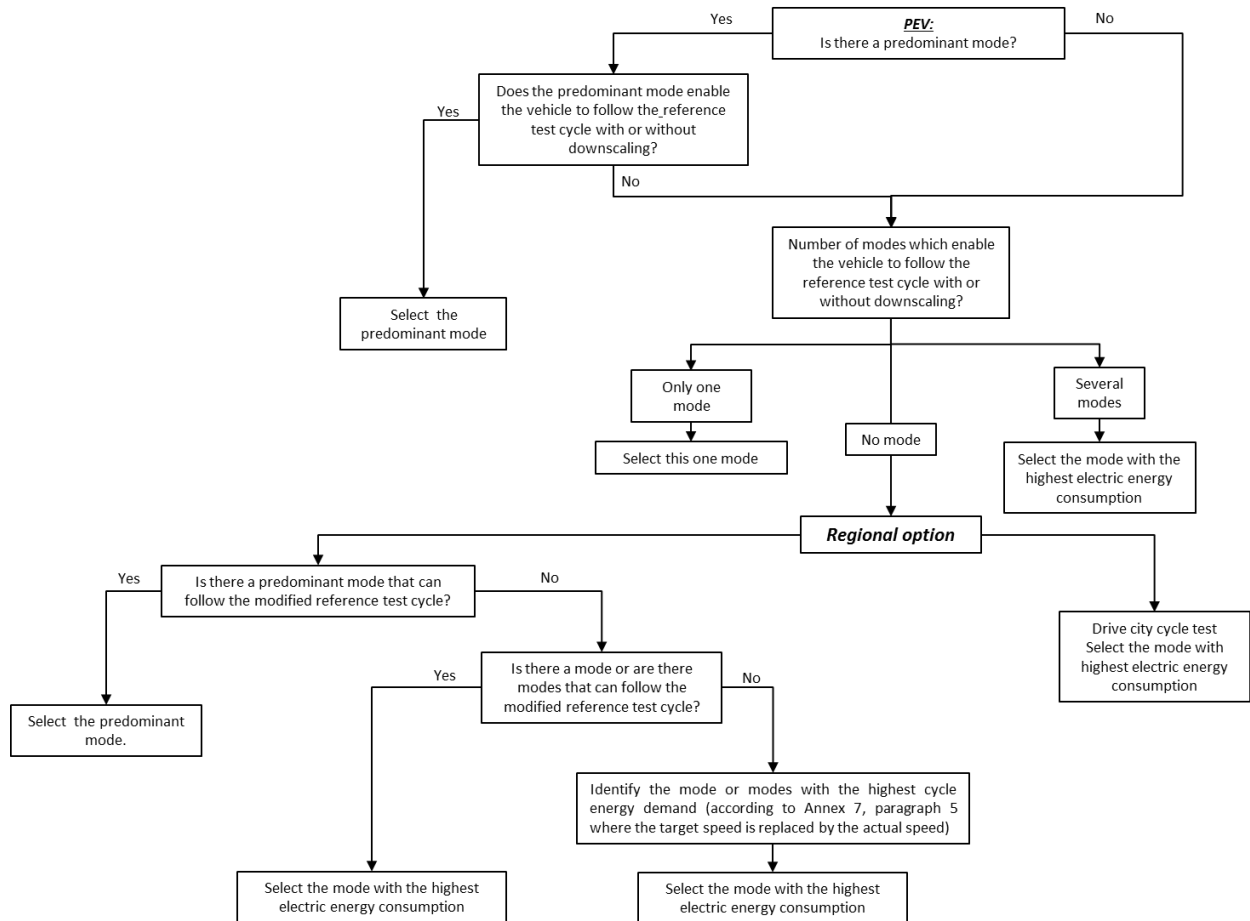 PEV:
Is there a predominant mode?
Yes
No
Does the predominant mode enable
the vehicle to follow the reference
test cycle with or without
downscaling?
Yes
No
Number of modes which enable
the vehicle to follow the
reference test cycle with or
without downscaling?
Select the
predominant mode
Only one
mode
Several
modes
No mode
Select this one mode
Select the mode with the
highest electric energy
consumption
Regional option
Yes
Is there a predominant mode that can
follow the modified reference test cycle?
No
Drive city cycle test
Select the mode with
highest electric energy
consumption
Yes
Is there a mode or are there
modes that can follow the
modified reference test cycle?
No
Select the predominant
mode.
Identify the mode or modes with the highest cycle
energy demand (according to Annex 7, paragraph 5
where the target speed is replaced by the actual speed)
Select the mode with the highest
electric energy consumption
Select the mode with the highest
electric energy consumption